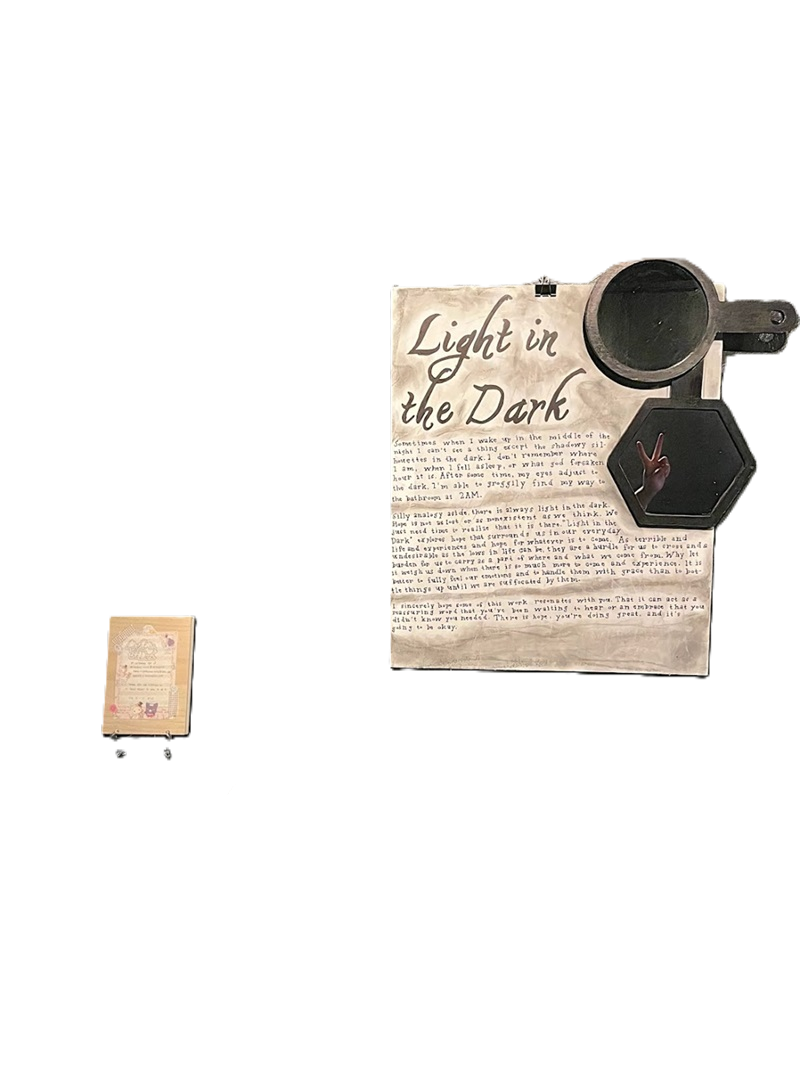 Light in
the Dark
Sometimes when I wake up in the middle of the
night I can't see a thing except the shadowy sil-
houettes in the dark. I don't remember where
I am, when I fell asleep, or what god forsaken
hour it is. After some time, my eyes adjust to
the dark. I'm able to groggily find my way to
the bathroom at 2AM.
Silly analogy aside, there is always light in the dark.
Hope is not as lost or as nonexistent as we think. We
just need time to realize that it is there. "Light in the
Dark" explores hope that surrounds us in our everyday
life and experiences and hope for whatever is to come. As terrible and
undesirable as the lows in life can be, they are a hurdle for us to cross and a
burden for us to carry as a part of where and what we come from. Why let
it weigh us down when there is so much more to come and experience. It is
better to fully feel our emotions and to handle them with grace than to bot-
tle things up until we are suffocated by them.
I sincerely hope some of this work resonates with you. That it can act as a
reassuring word that you've been waiting to hear or an embrace that you
didn't know you needed. There is hope, you're doing great, and it's
going to be okay.